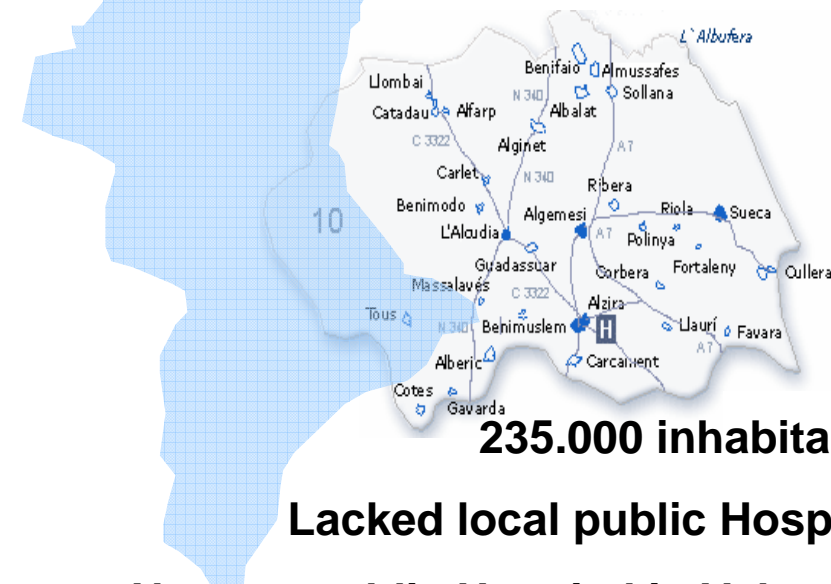 L`Albufera
Benifaio
Almussafes
Llombai
N 340
Sollana
Catadau
Alfarp
Albalat
C 3322
Alginet
A7
Carlet
N 340
Ribera
Benimodo
10
Algemesi
Riola
Sueca
L'Alcudia
A7
Polinya
Guadassuar
Corbera
Fortaleny
Cullera
Massalavés
C 3322
Alzira
Tous
N 340
Behimuslem
H
Llaurí
Favara
A7
Alberic
Carcament
Cotes
Gavarda
235.000 inhabita
Lacked local public Hosp